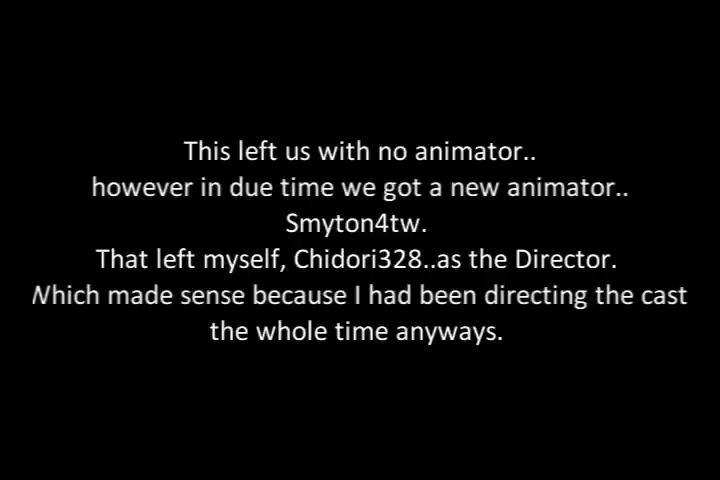 This left us with no animator..
however in due time we got a new animator..
Smyton4tw.
That left myself, Chidori328..as the Director.
Which made sense because I had been directing the cast
the whole time anyways.